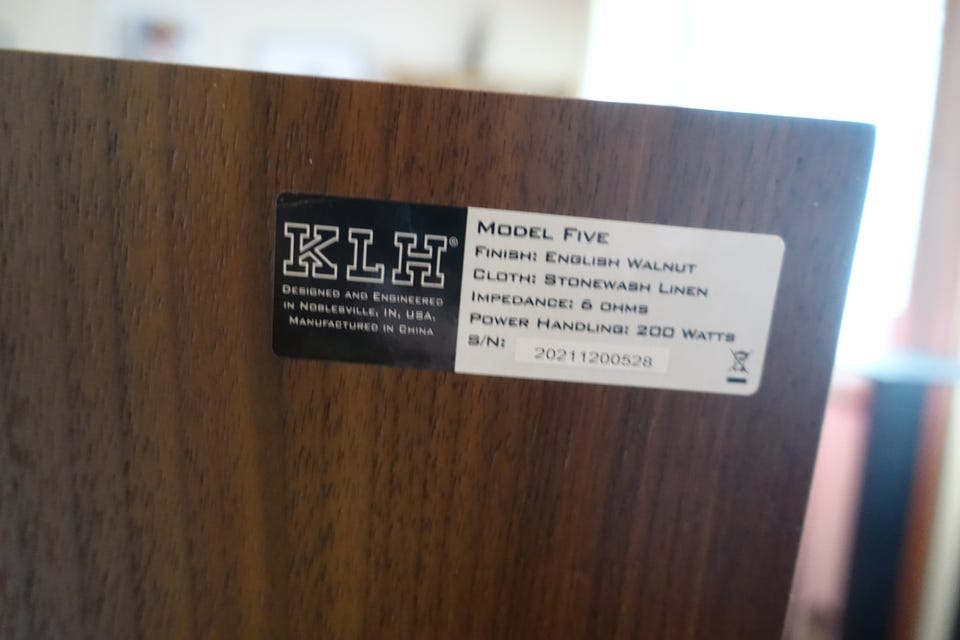 KLH®
DESIGNED AND ENGINEERED
IN NOBLESVILLE, IN, USA.
MANUFACTURED IN CHINA
MODEL FIVE
FINISH: ENGLISH WALNUT
CLOTH: STONEWASH LINEN
IMPEDANCE: 6 OHMS
POWER HANDLING: 200 WATTS
S/N: 20211200528